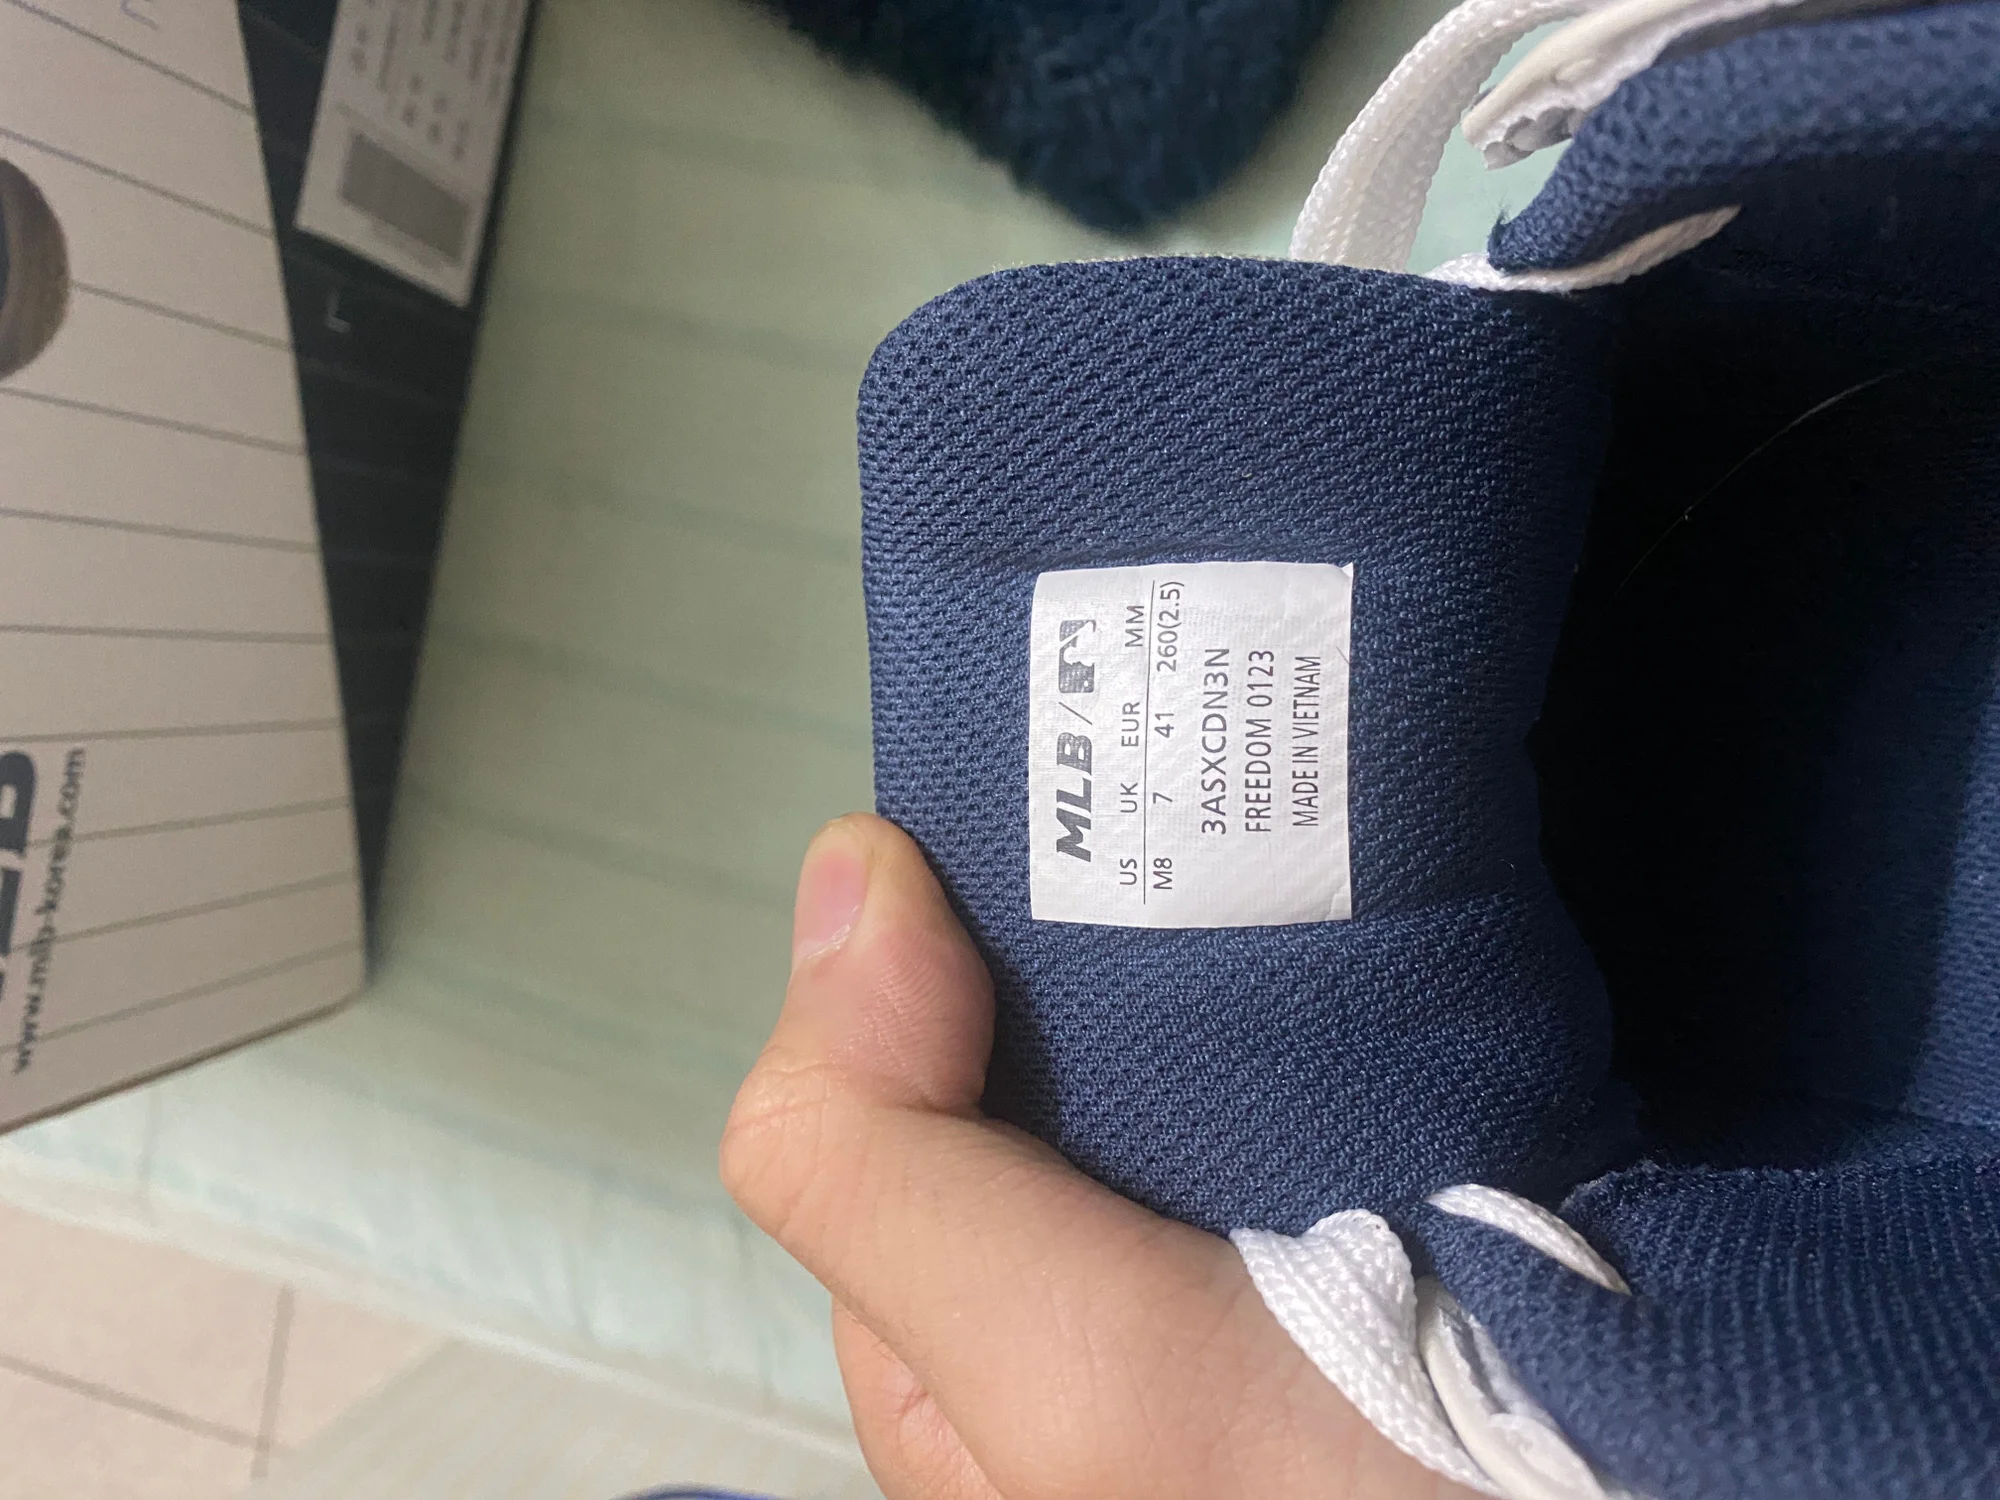 MLB
US UK EUR MM
M8 7 41 260(2.5)
3ASXCDN3N
FREEDOM 0123
MADE IN VIETNAM
www.mlb-korea.com